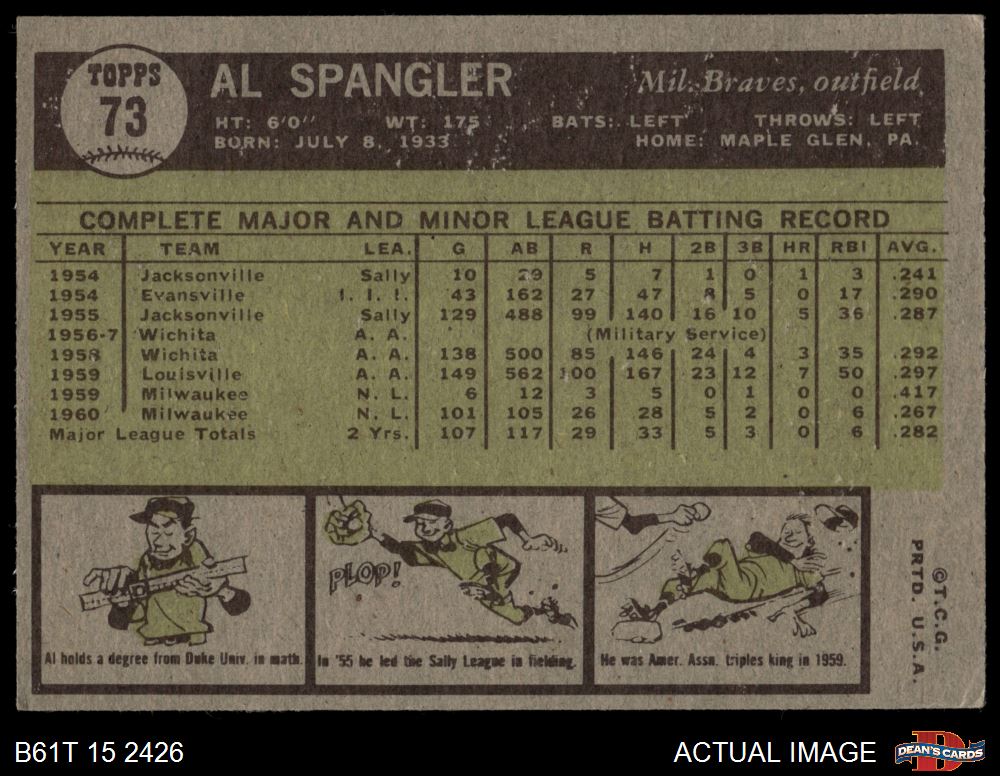 TOPPS
73
AL SPANGLER
Mil. Braves, outfield
HT: 6'0" WT: 175 BATS: LEFT THROWS: LEFT
BORN: JULY 8, 1933 HOME: MAPLE GLEN, PA.
COMPLETE MAJOR AND MINOR LEAGUE BATTING RECORD
YEAR TEAM LEA. G AB R H 2B 3B HR RBI AVG.
1954 Jacksonville Sally 10 29 5 7 1 0 1 3 .241
1954 Evansville I. I. I. 43 162 27 47 8 5 0 17 .290
1955 Jacksonville Sally 129 488 99 140 16 10 5 36 .287
1956-7 Wichita A. A. (Military Service)
1958 Wichita A. A. 138 500 85 146 24 4 3 35 .292
1959 Louisville A. A. 149 562 100 167 23 12 7 50 .297
1959 Milwaukee N. L. 6 12 3 5 0 1 0 0 .417
1960 Milwaukee N. L. 101 105 26 28 5 2 0 6 .267
Major League Totals 2 Yrs. 107 117 29 33 5 3 0 6 .282
PLOP!
Al holds a degree from Duke Univ. in math.
In '55 he led the Sally League in fielding.
He was Amer. Assn. triples king in 1959.
©T.C.G.
PRTD. U.S.A.
B61T 15 2426
ACTUAL IMAGE
DEAN'S CARDS